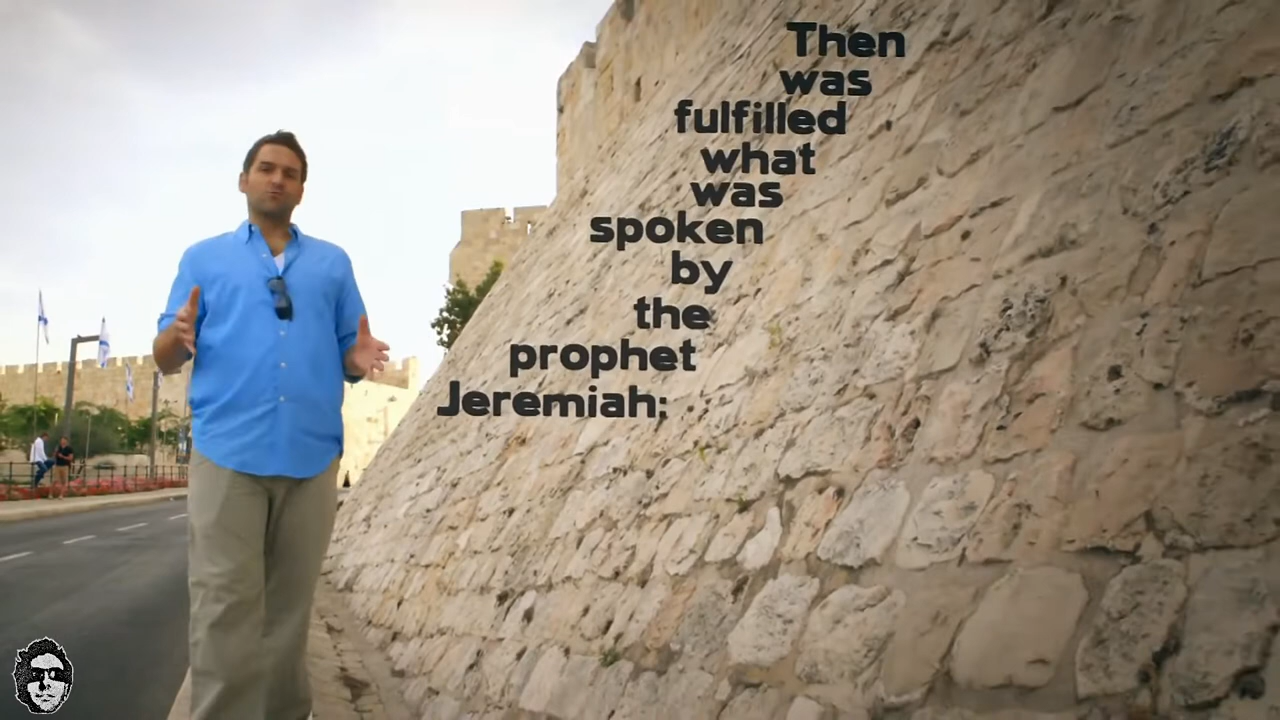 Then
was
fulfilled
what
was
spoken
by
the
prophet
Jeremiah: